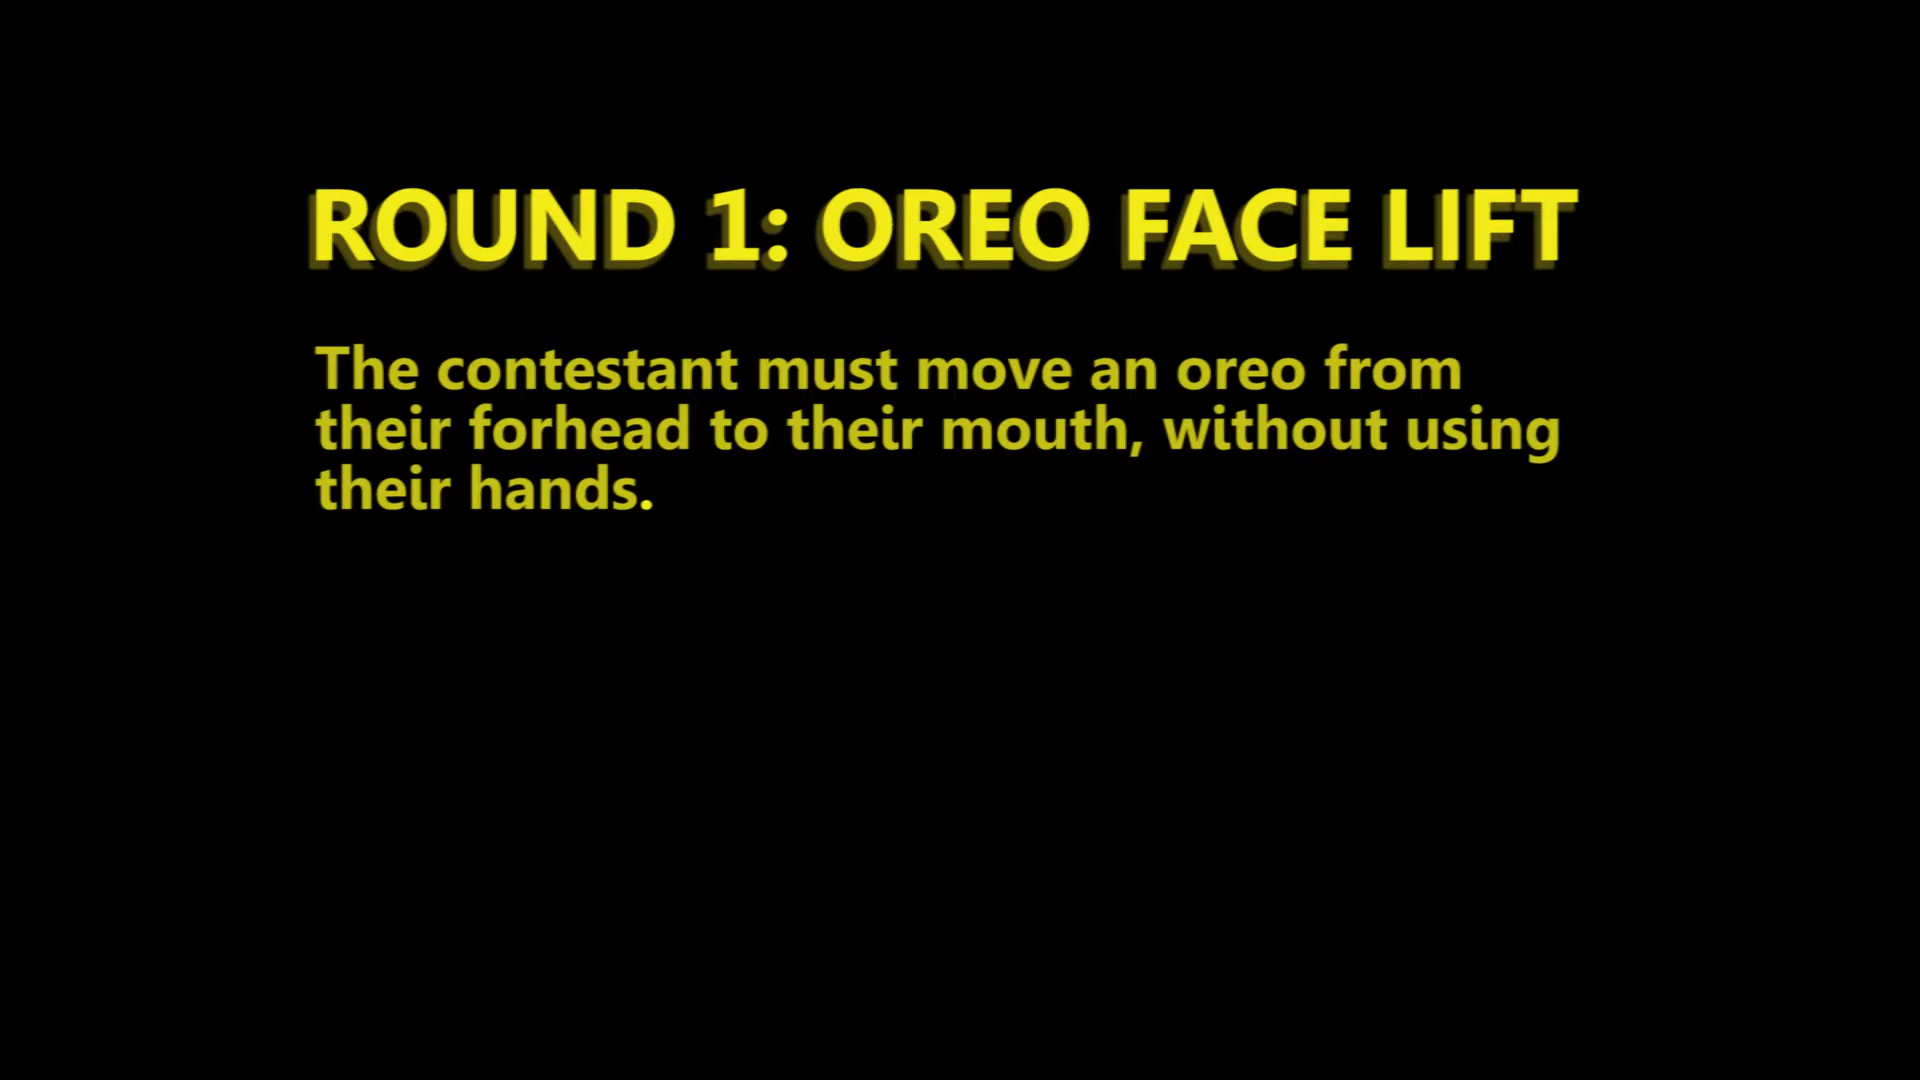 ROUND 1: OREO FACE LIFT
The contestant must move an oreo from
their forhead to their mouth, without using
their hands.